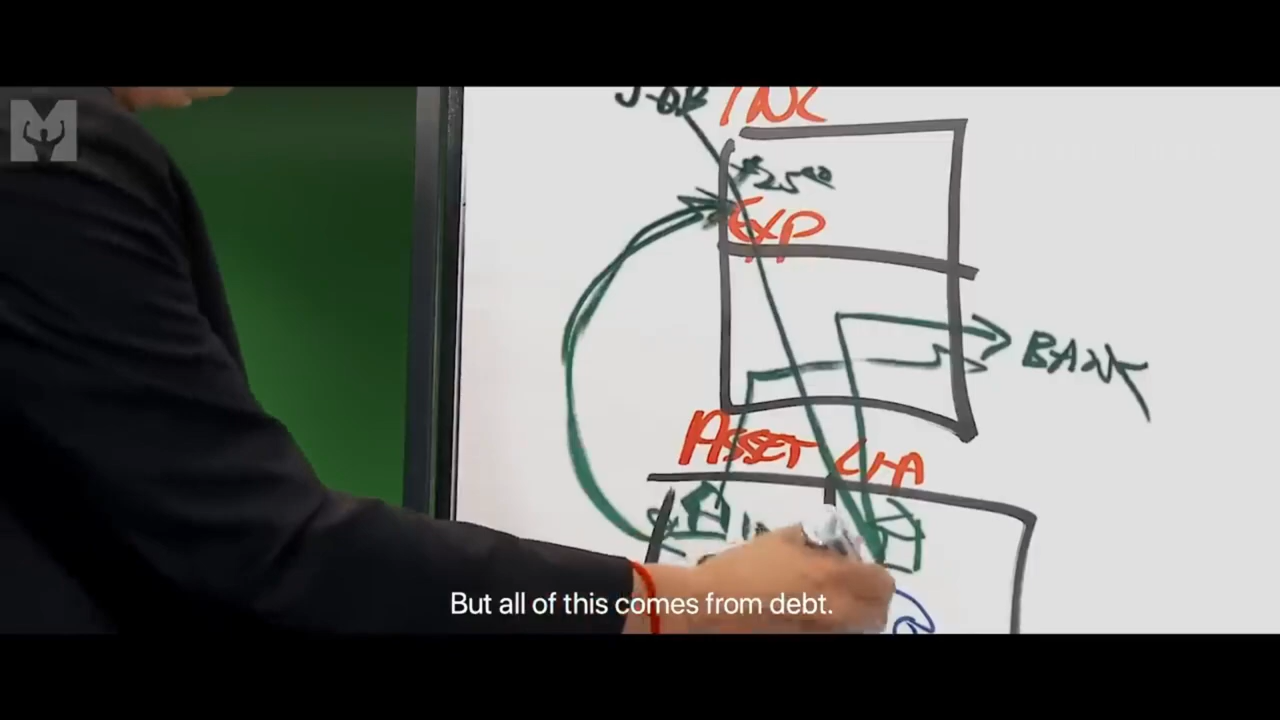 JOB
INC
$2500
EXP
BANK
ASSET LIA
But all of this comes from debt.
M